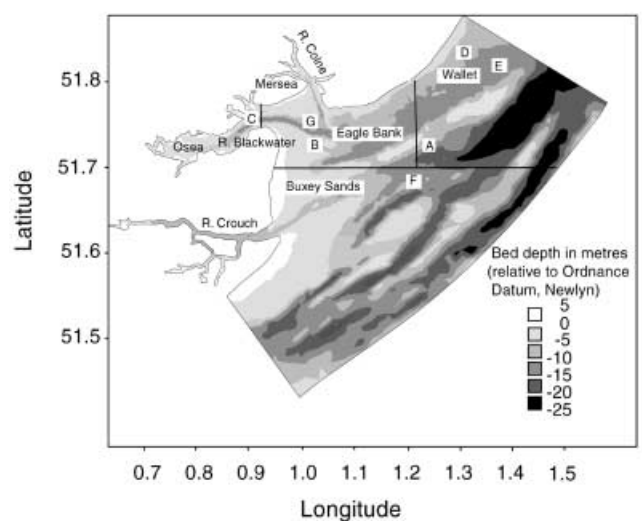 51.8
51.7
51.6
51.5
Latitude
R. Colne
Mersea
D
E
Wallet
C
G
Eagle Bank
Osea
R. Blackwater
B
A
F
Buxey Sands
R. Crouch
Bed depth in metres
(relative to Ordnance
Datum, Newlyn)
5
0
-5
-10
-15
-20
-25
0.7 0.8 0.9 1.0 1.1 1.2 1.3 1.4 1.5
Longitude